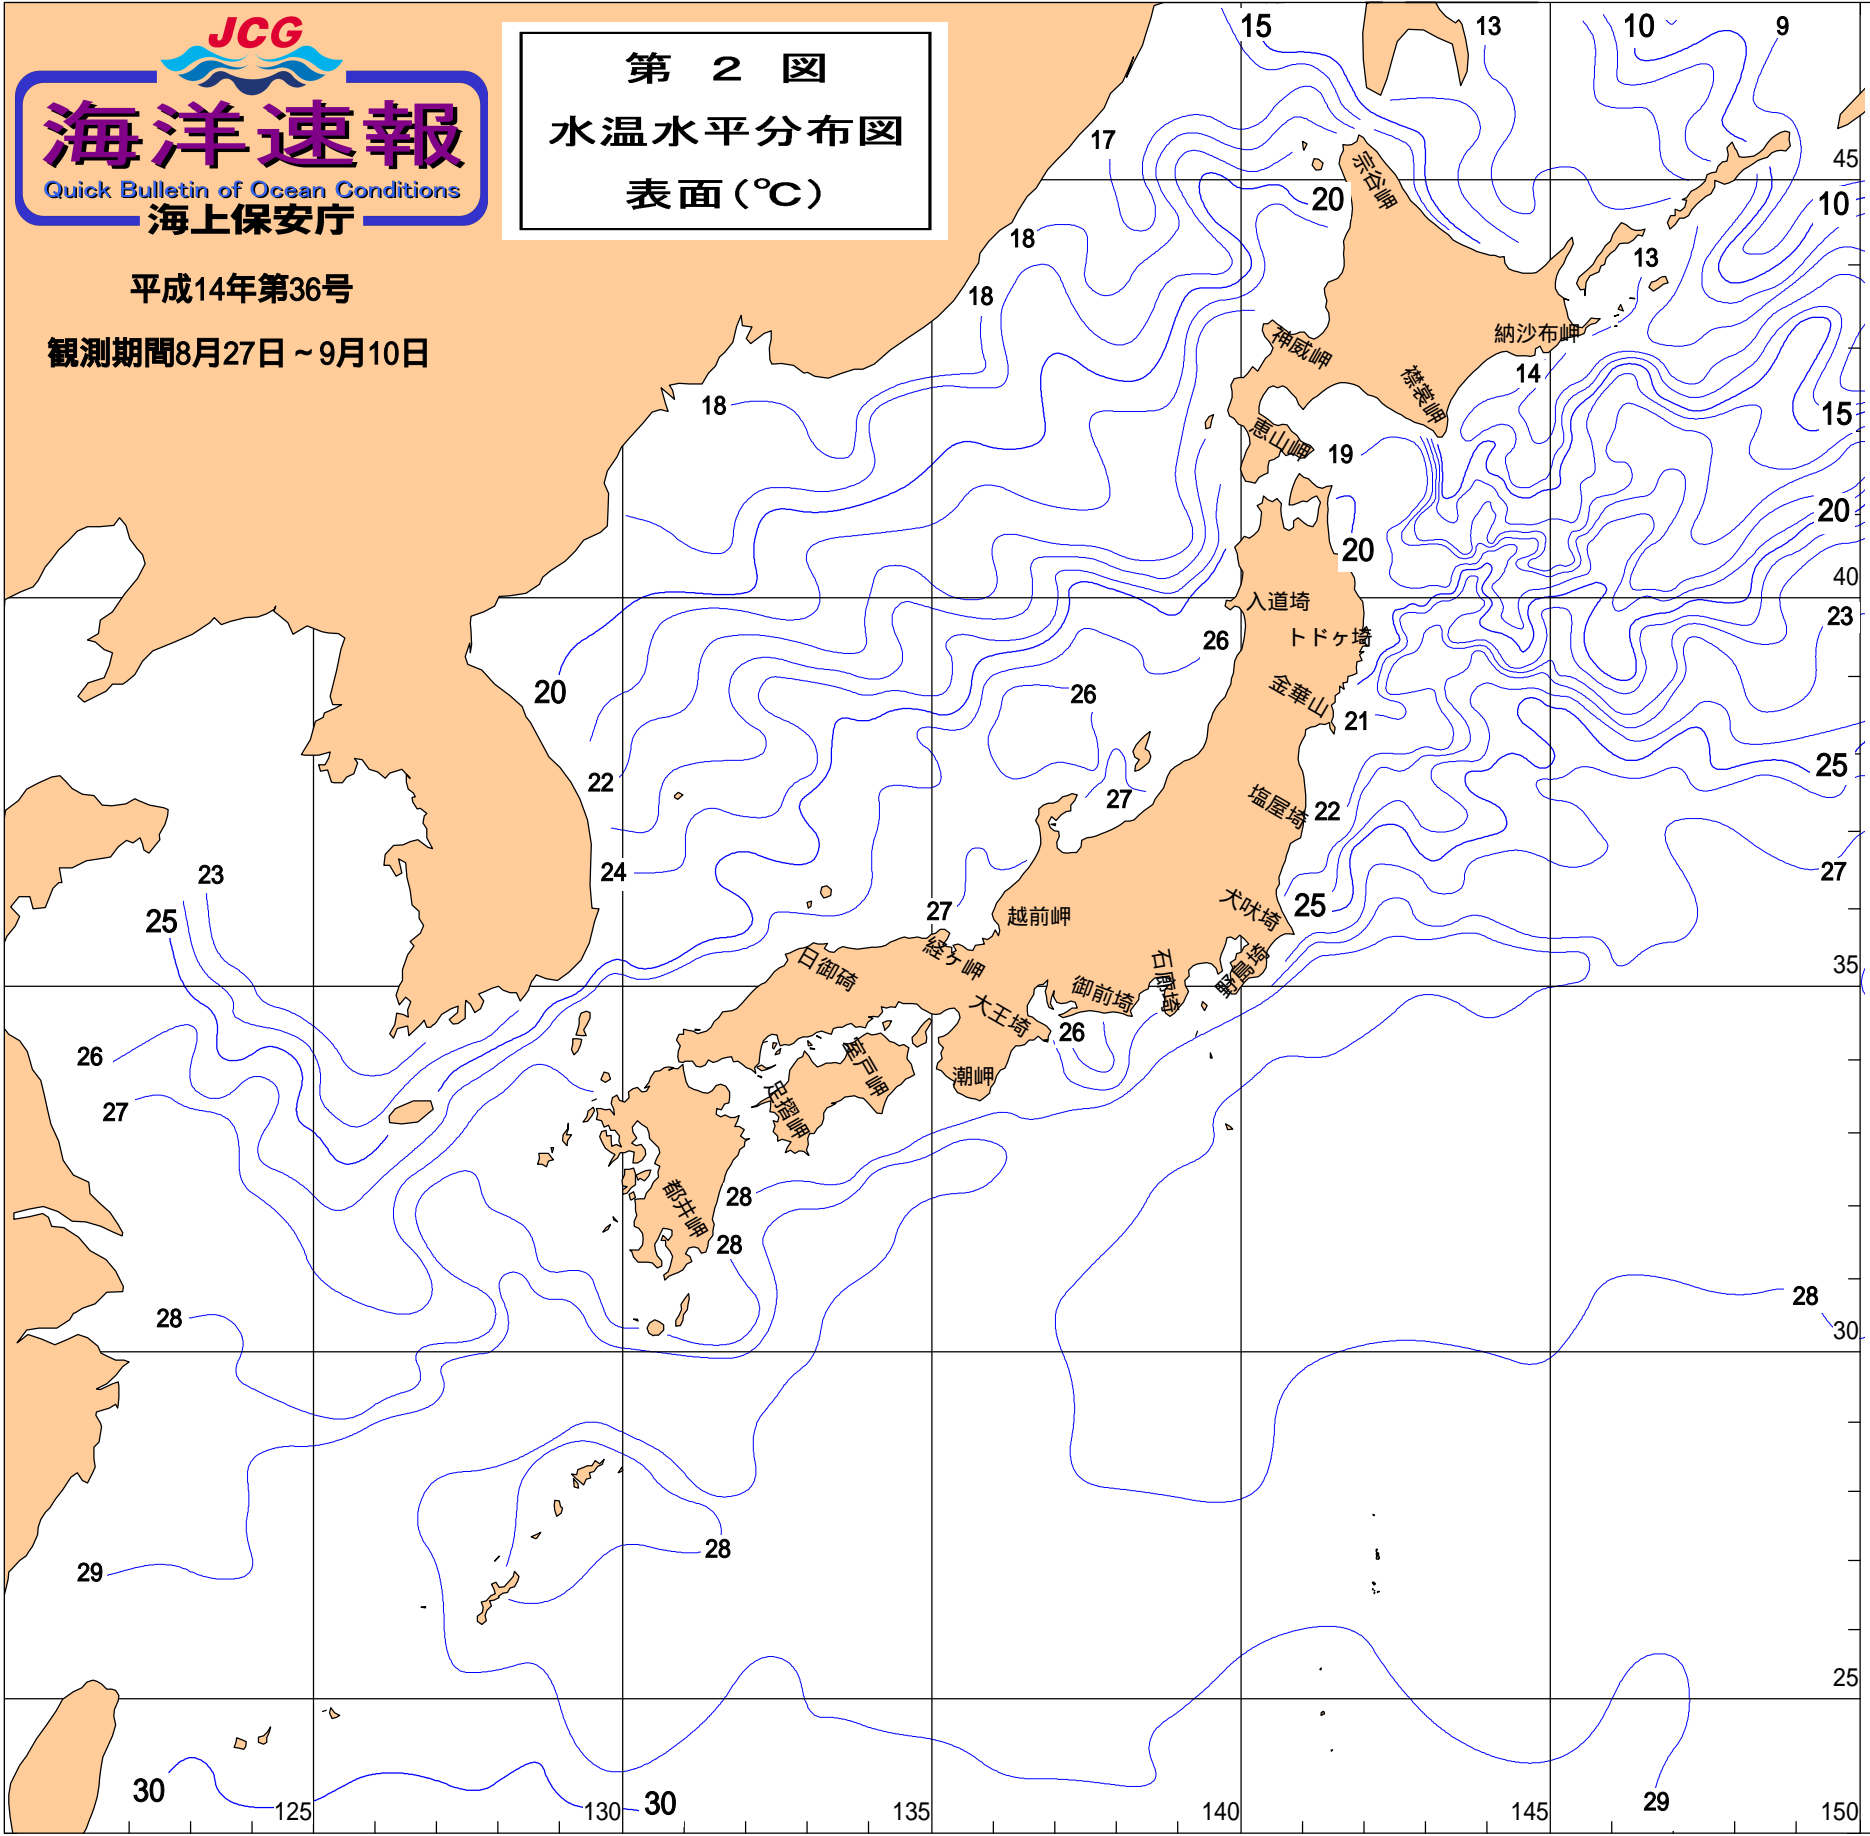 JCG
海洋速報
Quick Bulletin of Ocean Conditions
海上保安庁
平成14年第36号
観測期間8月27日～9月10日
第 2 図
水温水平分布図
表面(℃)
15
13
10
9
17
45
宗谷岬
20
10
18
13
18
神威岬
納沙布岬
14
襟裳岬
18
15
恵山岬
19
20
20
40
入道埼
23
トドヶ埼
26
金華山
20
26
21
25
22
27
塩屋埼
22
24
27
23
犬吠埼
25
25
27
越前岬
経ヶ岬
日御碕
石廊埼
野島埼
35
御前埼
大王埼
26
26
室戸岬
潮岬
27
足摺岬
28
都井岬
28
28
28
30
28
29
25
30
30
29
125
130
135
140
145
150